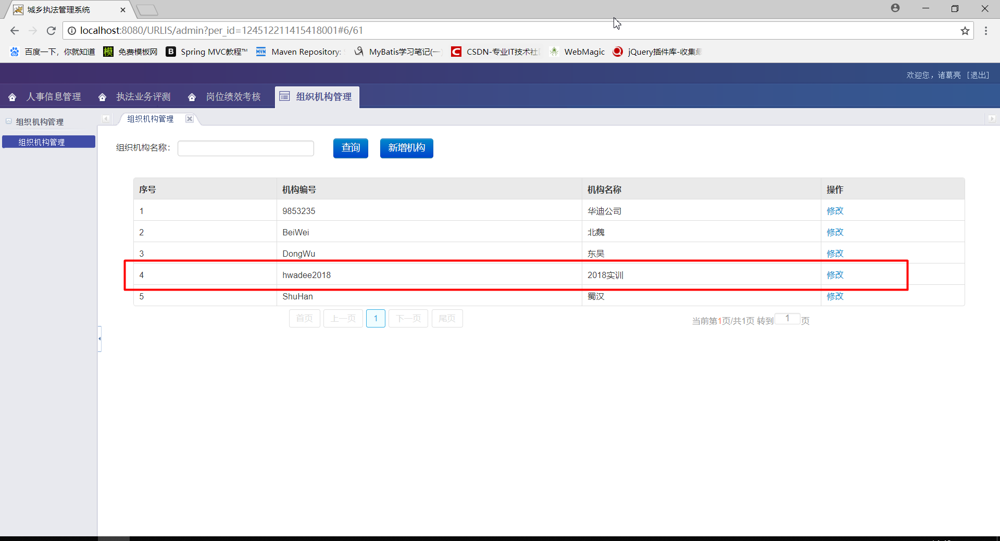 城乡执法管理系统
localhost:8080/URLIS/admin?per_id=124512211415418001#6/61
百度一下，你就知道 模 免费模板网 B Spring MVC教程™ MVN Maven Repository: MyBatis学习笔记(一 C CSDN-专业IT技术社 WebMagic jQuery插件库-收集最
欢迎您，诸葛亮 [退出]
人事信息管理 执法业务评测 岗位绩效考核 组织机构管理
组织机构管理
组织机构管理
组织机构管理
组织机构名称： 查询 新增机构
序号 机构编号 机构名称 操作
1 9853235 华迪公司 修改
2 BeiWei 北魏 修改
3 DongWu 东吴 修改
4 hwadee2018 2018实训 修改
5 ShuHan 蜀汉 修改
首页 上一页 1 下一页 尾页 当前第1页/共1页 转到 1 页